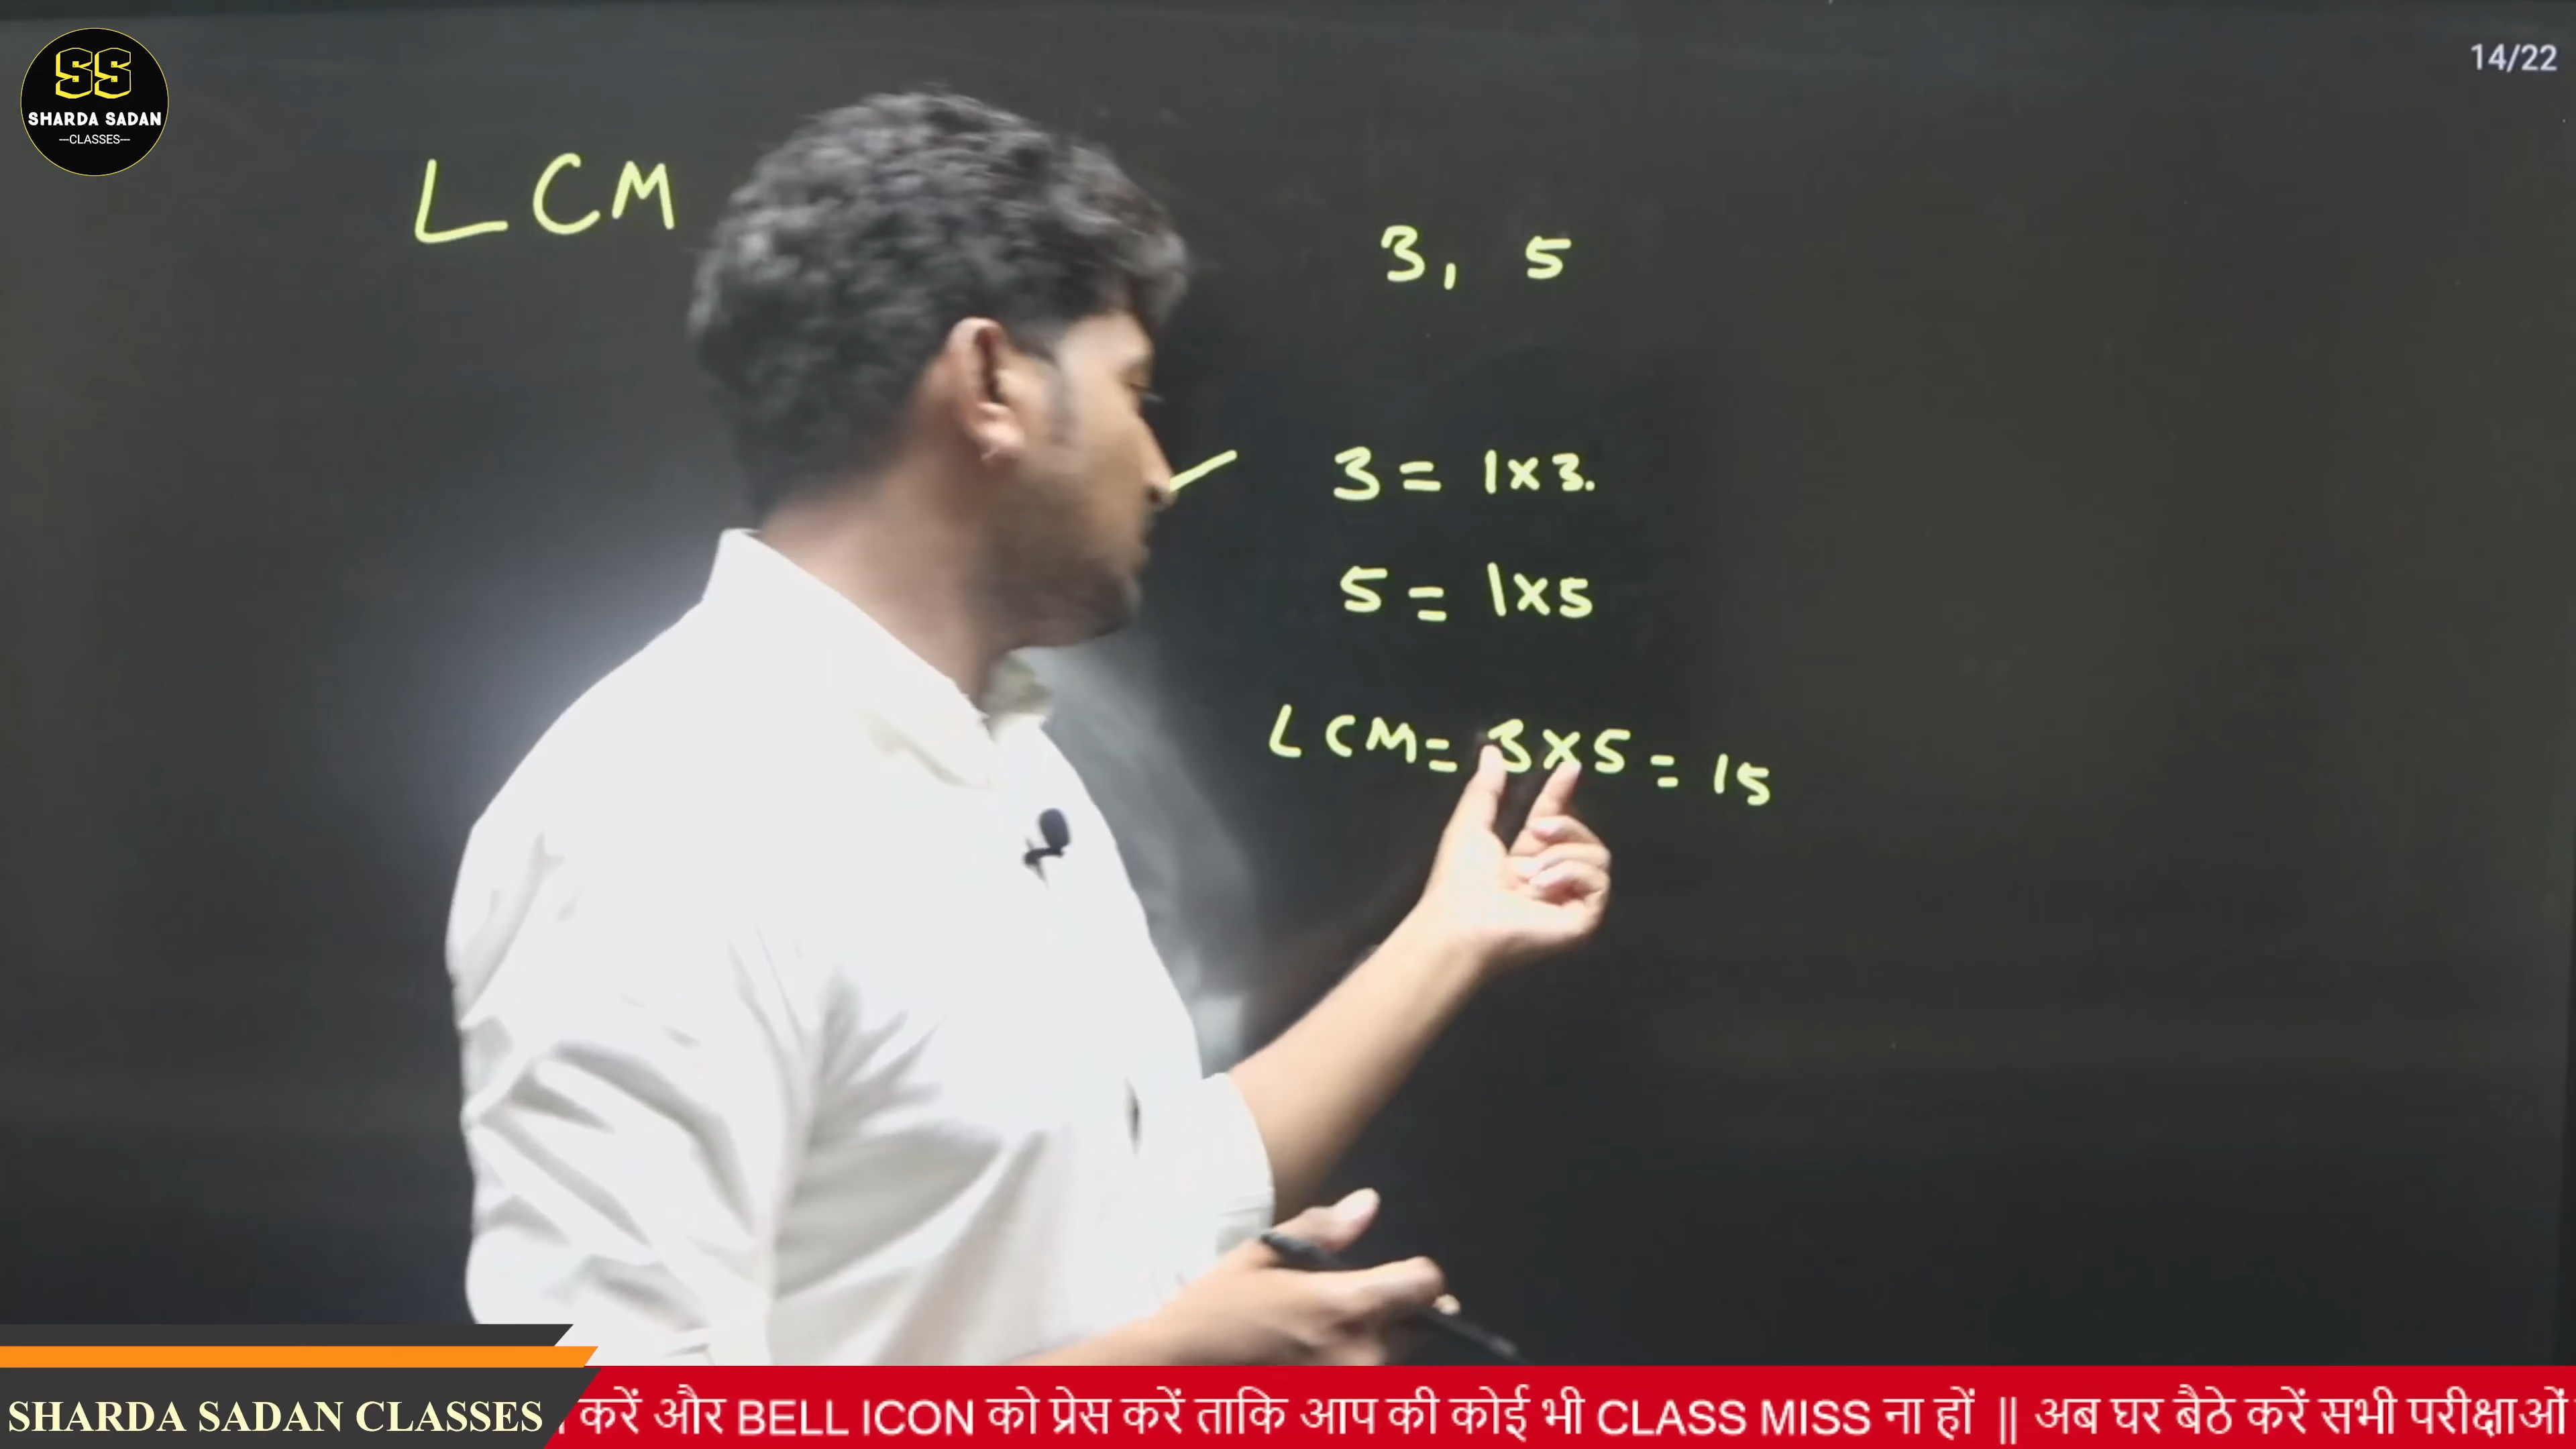 SS
SHARDA SADAN
—CLASSES—
14/22
LCM
3, 5
3 = 1×3.
5 = 1×5
LCM = 3×5 = 15
SHARDA SADAN CLASSES
करें और BELL ICON को प्रेस करें ताकि आप की कोई भी CLASS MISS ना हों || अब घर बैठे करें सभी परीक्षाओं